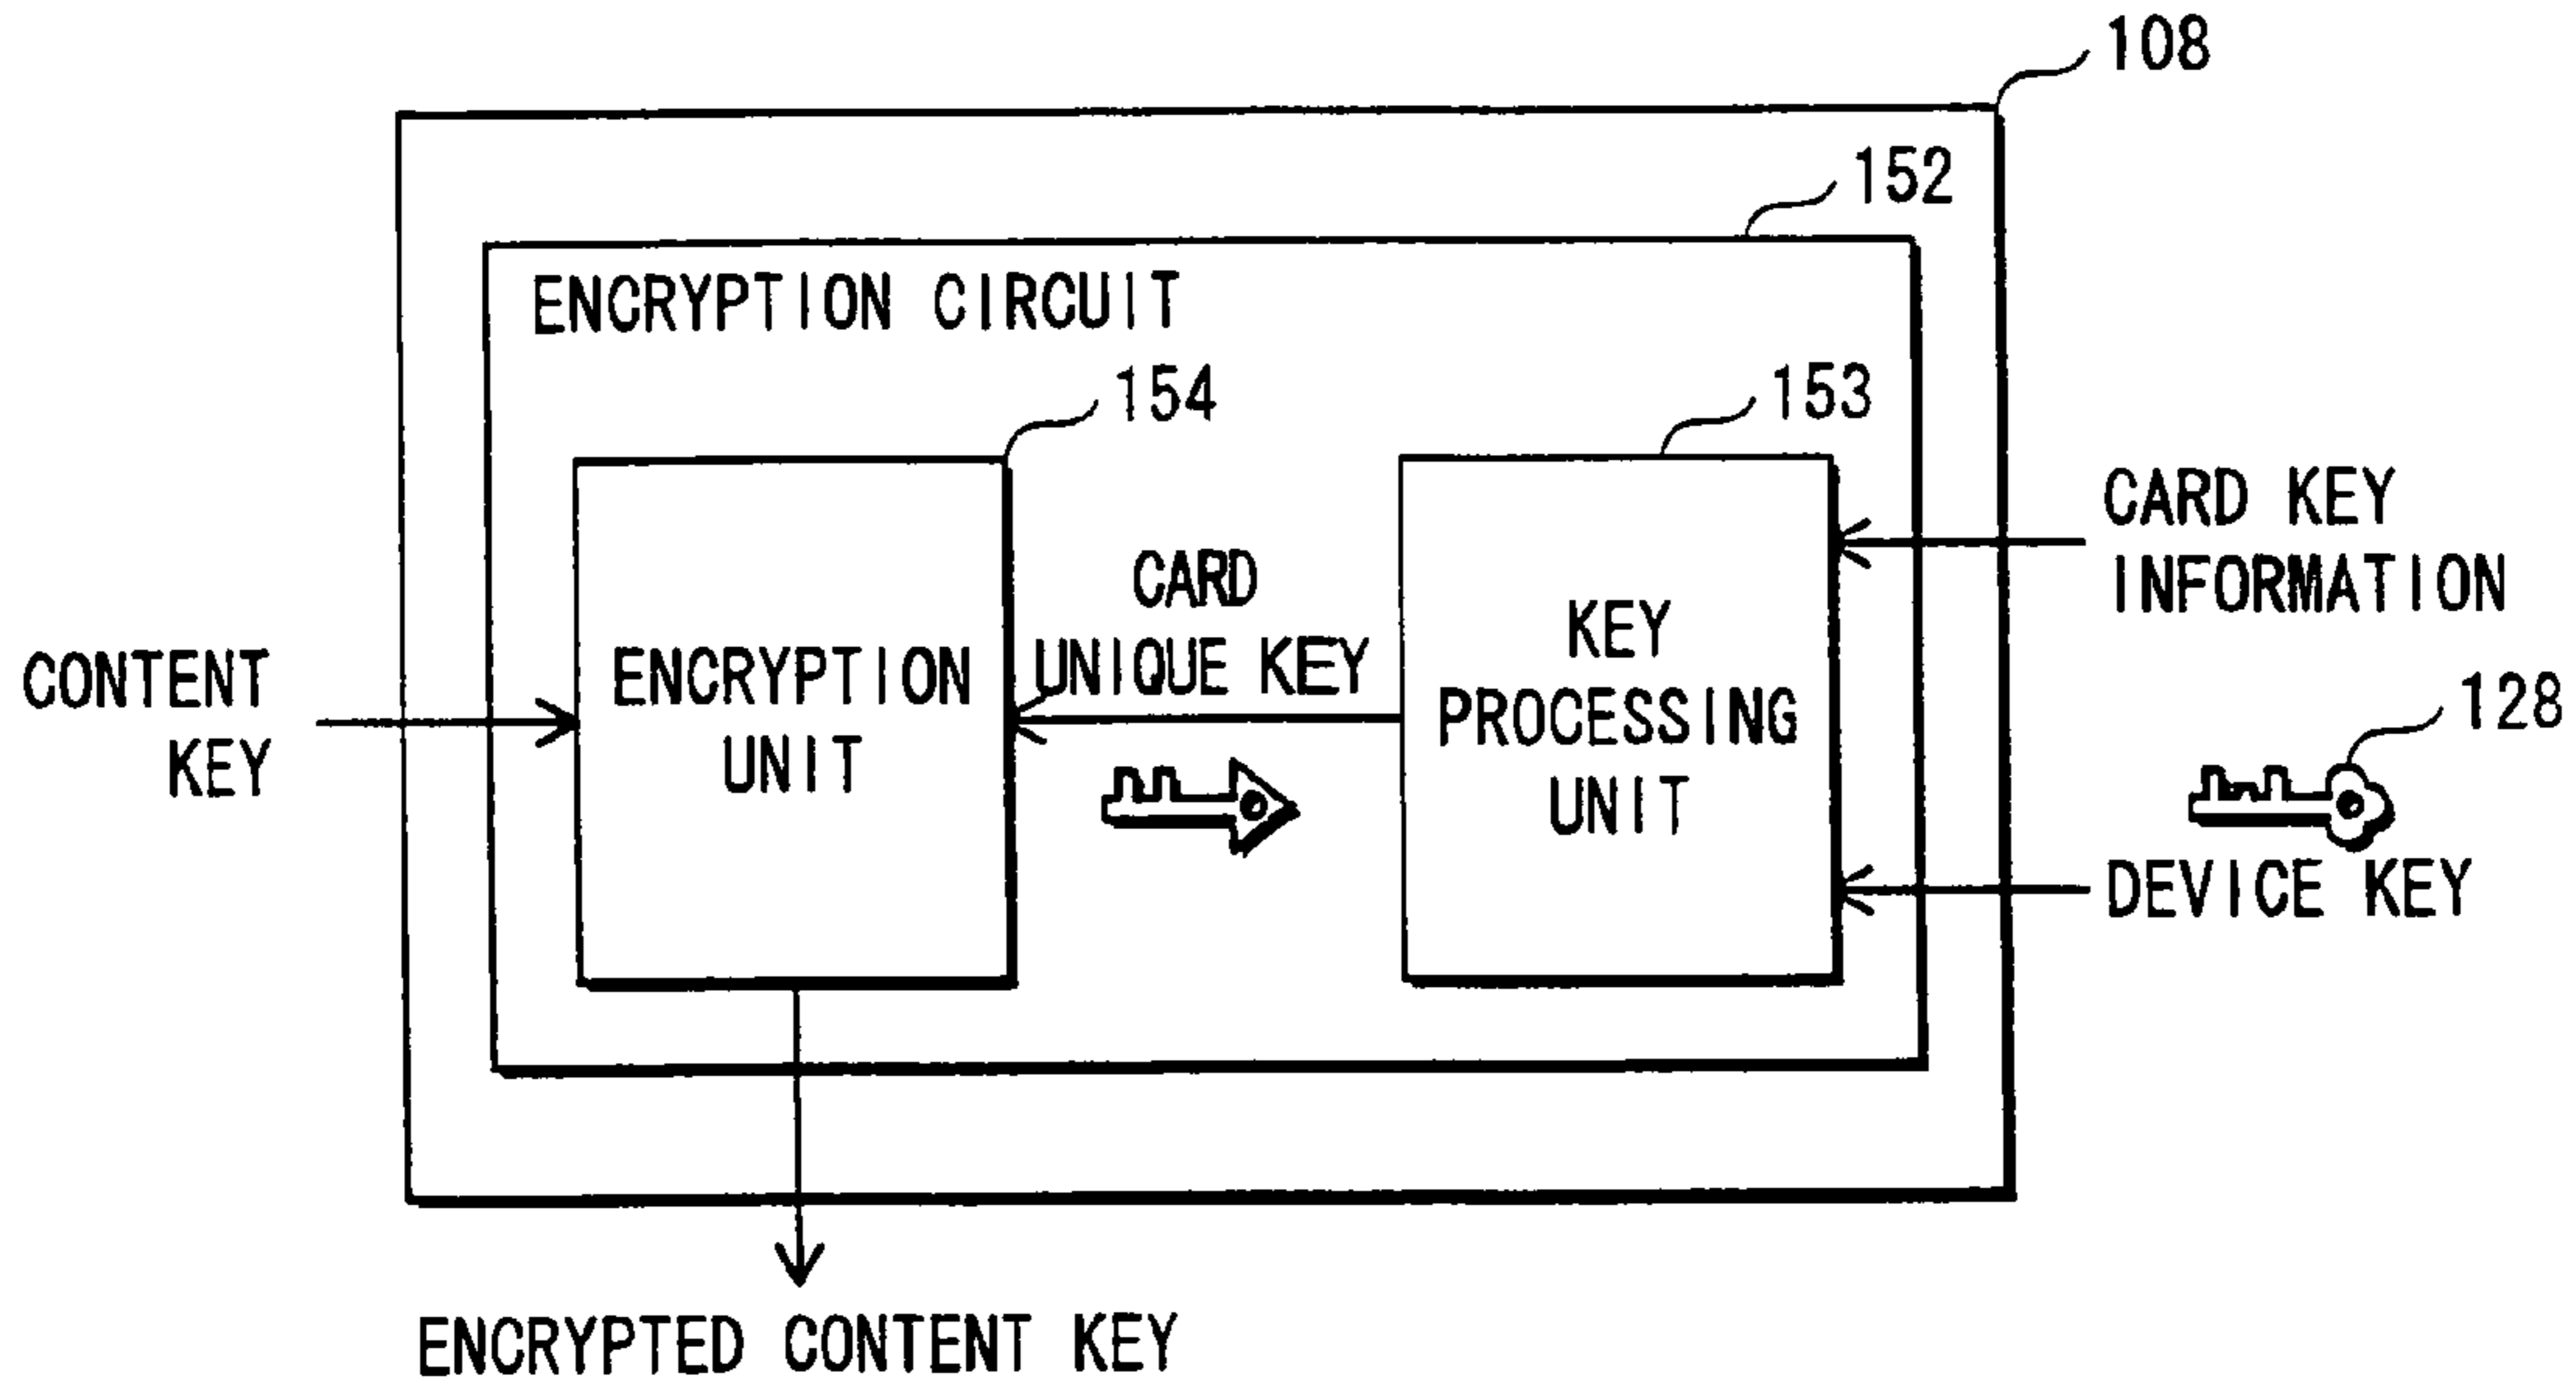 108
152
ENCRYPTION CIRCUIT
154
153
CARD KEY
INFORMATION
CARD
UNIQUE KEY
KEY
PROCESSING
UNIT
ENCRYPTION
UNIT
CONTENT
KEY
128
DEVICE KEY
ENCRYPTED CONTENT KEY